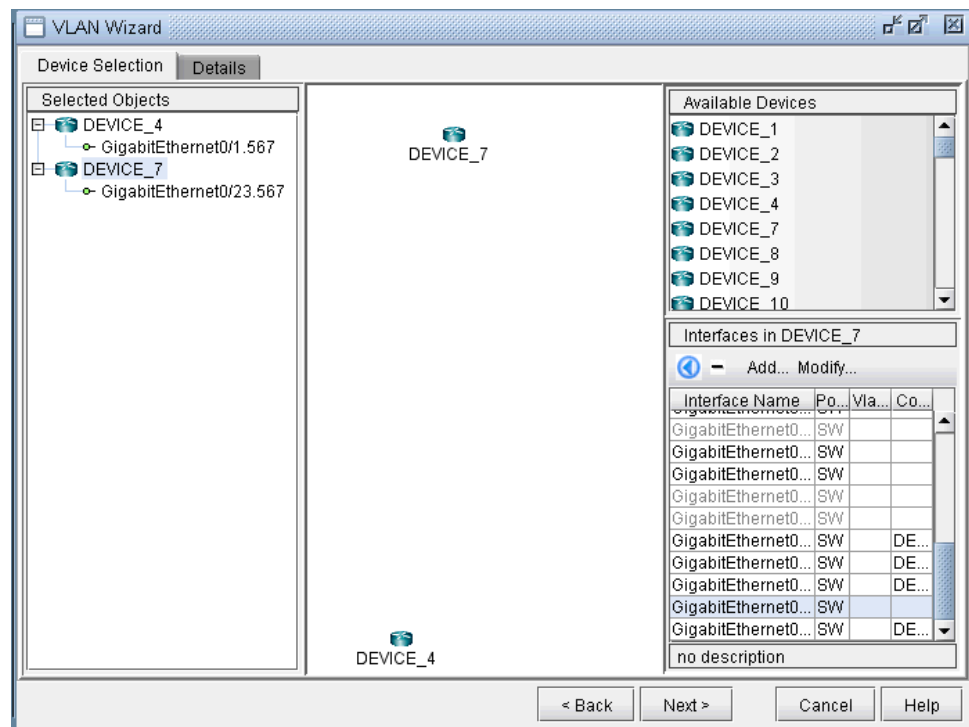 VLAN Wizard
Device Selection
Details
Selected Objects
DEVICE_4
GigabitEthernet0/1.567
DEVICE_7
GigabitEthernet0/23.567
DEVICE_7
DEVICE_4
Available Devices
DEVICE_1
DEVICE_2
DEVICE_3
DEVICE_4
DEVICE_7
DEVICE_8
DEVICE_9
DEVICE_10
Interfaces in DEVICE_7
Add... Modify...
Interface Name Po... Vla... Co...
GigabitEthernet0... SW
GigabitEthernet0... SW
GigabitEthernet0... SW
GigabitEthernet0... SW
GigabitEthernet0... SW
GigabitEthernet0... SW DE...
GigabitEthernet0... SW DE...
GigabitEthernet0... SW DE...
GigabitEthernet0... SW
GigabitEthernet0... SW DE...
no description
< Back Next > Cancel Help